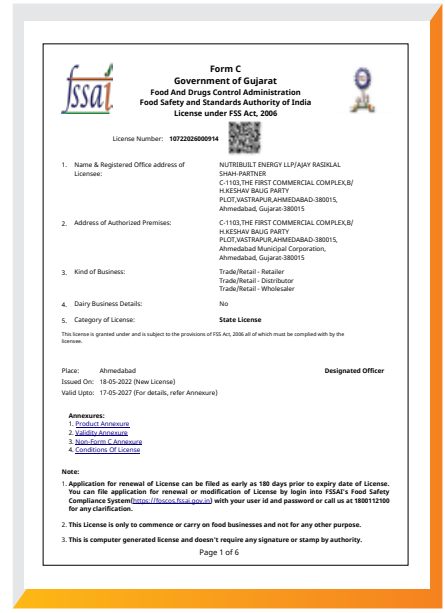 fssai
Form C
Government of Gujarat
Food And Drugs Control Administration
Food Safety and Standards Authority of India
License under FSS Act, 2006
License Number: 10722026000914
1. Name & Registered Office address of Licensee:
NUTRIBUILT ENERGY LLP/AJAY RASIKLAL
SHAH-PARTNER
C-1103,THE FIRST COMMERCIAL COMPLEX,B/
H.KESHAV BAUG PARTY
PLOT,VASTRAPUR,AHMEDABAD-380015,
Ahmedabad, Gujarat-380015
2. Address of Authorized Premises:
C-1103,THE FIRST COMMERCIAL COMPLEX,B/
H.KESHAV BAUG PARTY
PLOT,VASTRAPUR,AHMEDABAD-380015,
Ahmedabad Municipal Corporation,
Ahmedabad, Gujarat-380015
3. Kind of Business:
Trade/Retail - Retailer
Trade/Retail - Distributor
Trade/Retail - Wholesaler
4. Dairy Business Details: No
5. Category of License: State License
This license is granted under and is subject to the provisions of FSS Act, 2006 all of which must be complied with by the
licensee.
Place: Ahmedabad Designated Officer
Issued On: 18-05-2022 (New License)
Valid Upto: 17-05-2027 (For details, refer Annexure)
Annexures:
1. Product Annexure
2. Validity Annexure
3. Non-Form C Annexure
4. Conditions Of License
Note:
1. Application for renewal of License can be filed as early as 180 days prior to expiry date of License.
You can file application for renewal or modification of License by login into FSSAI's Food Safety
Compliance System(https://foscos.fssai.gov.in) with your user id and password or call us at 1800112100
for any clarification.
2. This License is only to commence or carry on food businesses and not for any other purpose.
3. This is computer generated license and doesn't require any signature or stamp by authority.
Page 1 of 6